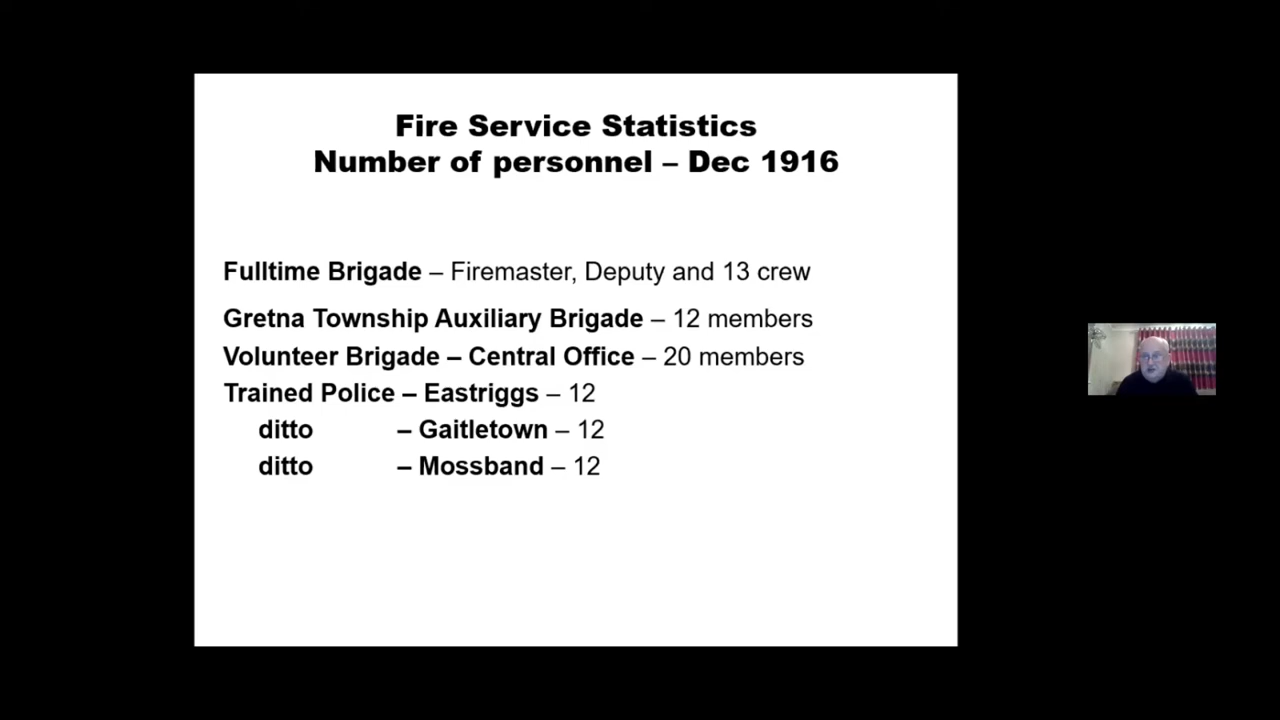 Fire Service Statistics
Number of personnel – Dec 1916
Fulltime Brigade – Firemaster, Deputy and 13 crew
Gretna Township Auxiliary Brigade – 12 members
Volunteer Brigade – Central Office – 20 members
Trained Police – Eastriggs – 12
ditto – Gaitletown – 12
ditto – Mossband – 12